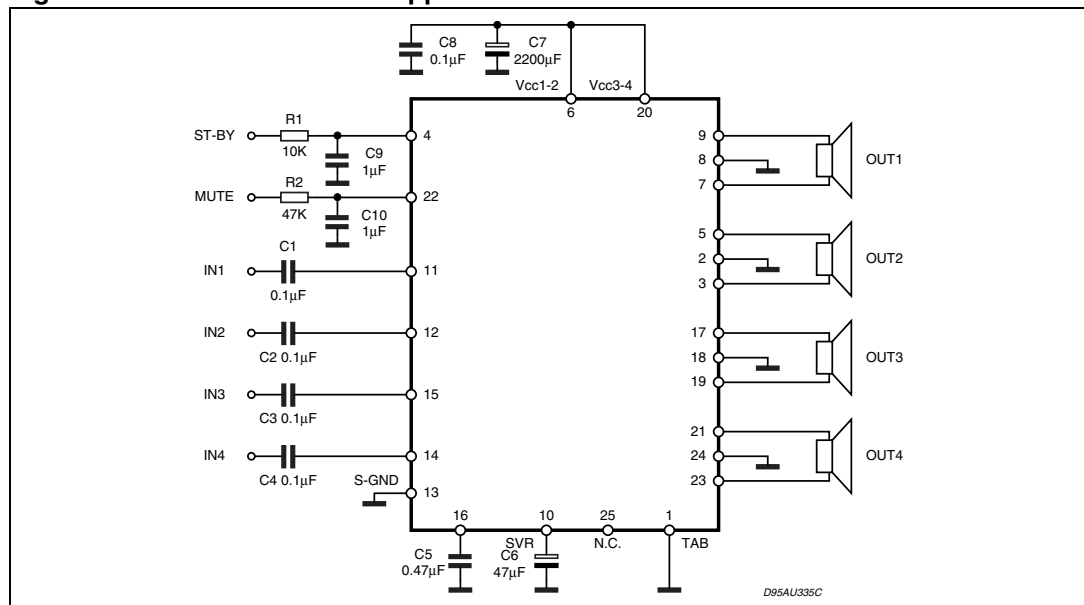 C8
0.1μF
C7
2200μF
Vcc1-2
Vcc3-4
6
20
ST-BY
R1
10K
4
C9
1μF
MUTE
R2
47K
22
C10
1μF
IN1
C1
0.1μF
11
IN2
C2 0.1μF
12
IN3
C3 0.1μF
15
IN4
C4 0.1μF
14
S-GND
13
9
8
7
OUT1
5
2
3
OUT2
17
18
19
OUT3
21
24
23
OUT4
16
10
25
1
SVR
N.C.
TAB
C5
0.47μF
C6
47μF
D95AU335C